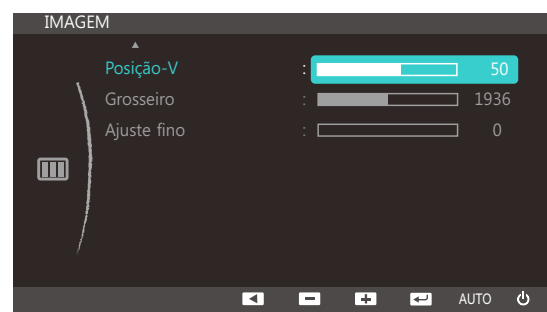 IMAGEM
Posição-V : 50
Grosseiro : 1936
Ajuste fino : 0
AUTO